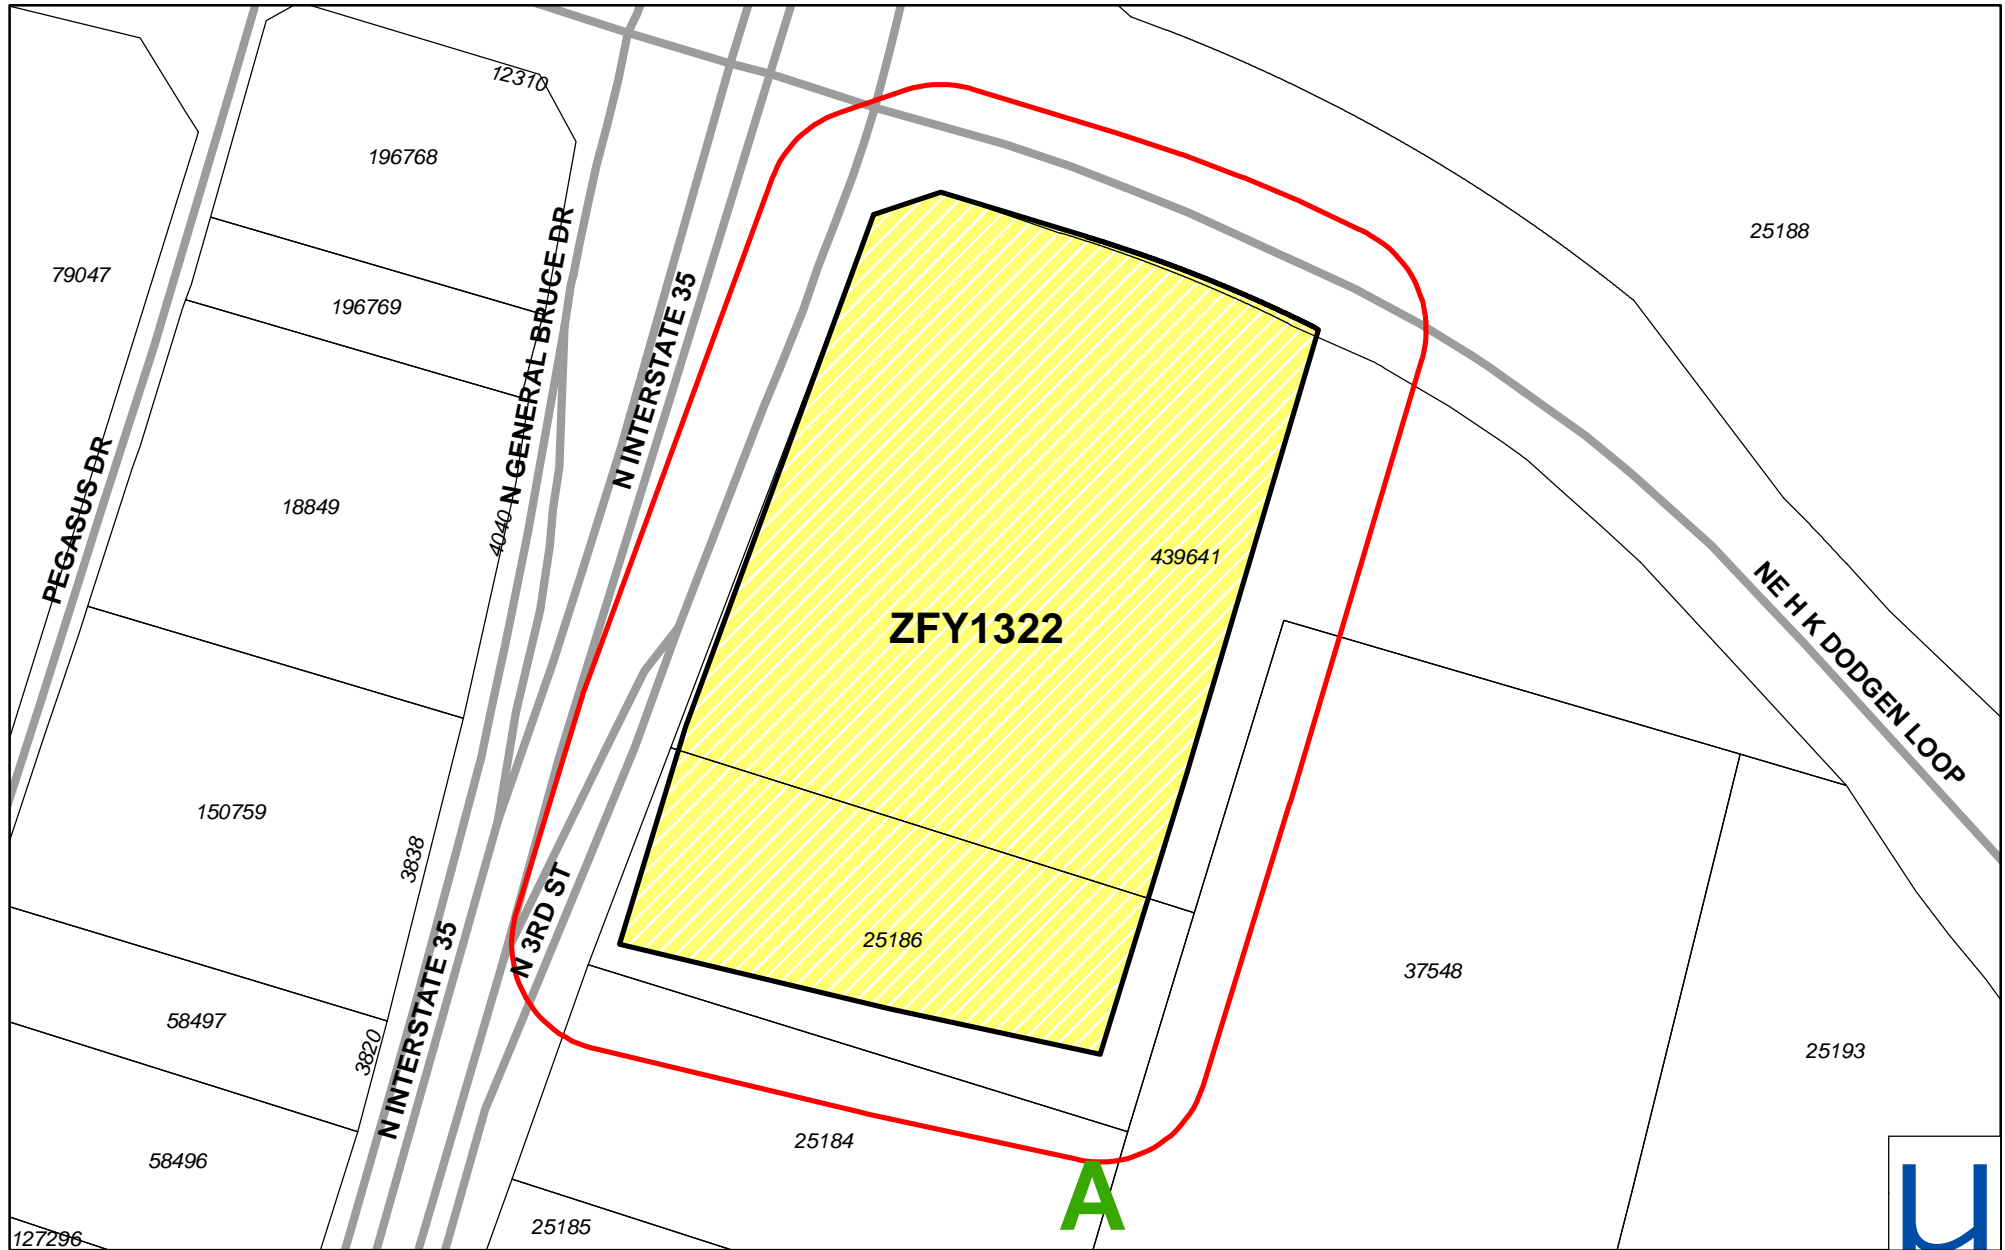 12310
196768
25188
79047
196769
N GENERAL BRUCE DR
N INTERSTATE 35
PEGASUS DR
18849
4040
439641
ZFY1322
NE H K DODGEN LOOP
150759
3838
N 3RD ST
25186
37548
N INTERSTATE 35
58497
3820
25193
25184
58496
A
25185
127296